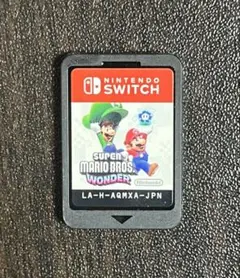 NINTENDO
SWITCH
SUPER
MARIO BROS.
WONDER
Nintendo
LA-H-AQMXA-JPN